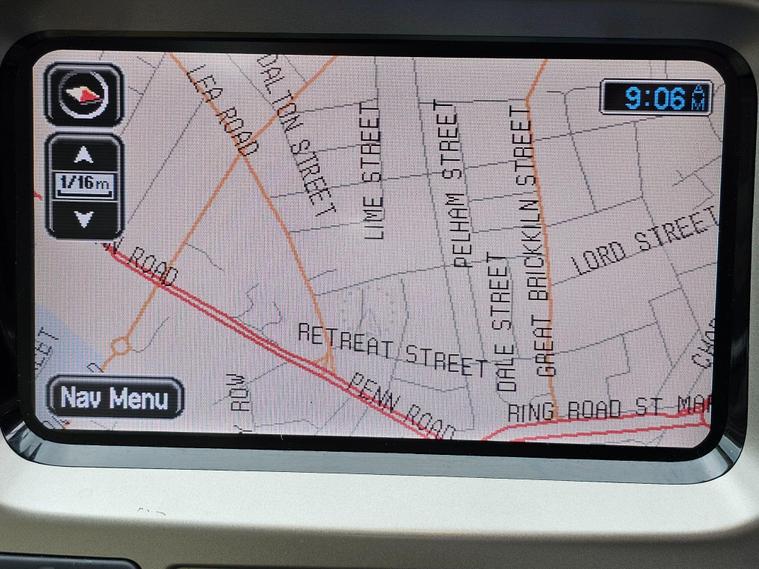 LEA ROAD
DALTON STREET
LIME STREET
PELHAM STREET
GREAT BRICKKILN STREET
9:06 AM
1/16m
LORD STREET
PENN ROAD
RETREAT STREET
DALE STREET
Nav Menu
ROW
PENN ROAD
RING ROAD ST MAR